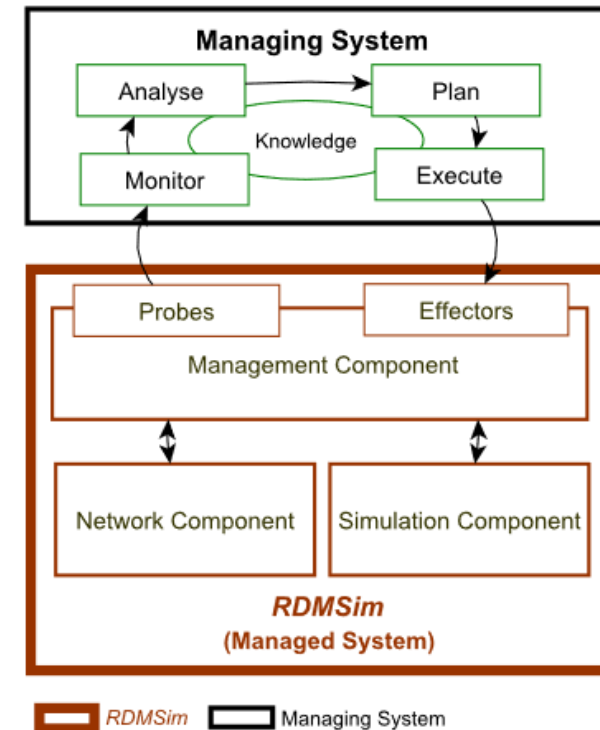 Managing System
Analyse
Plan
Knowledge
Monitor
Execute
Probes
Effectors
Management Component
Network Component
Simulation Component
RDMSim
(Managed System)
RDMSim
Managing System